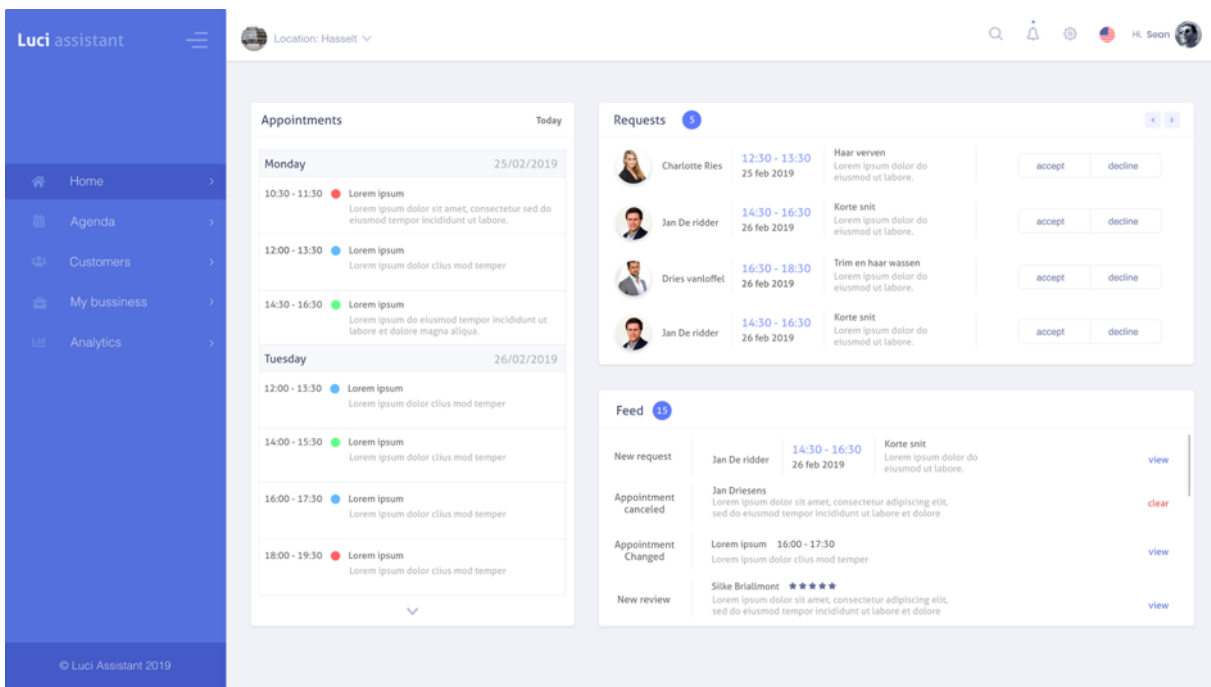 Luci assistant
Location: Hasselt
Hi, Sean
Home
Agenda
Customers
My bussiness
Analytics
© Luci Assistant 2019
Appointments Today
Monday 25/02/2019
10:30 - 11:30 Lorem ipsum
Lorem ipsum dolor sit amet, consectetur sed do
eiusmod tempor incididunt ut labore.
12:00 - 13:30 Lorem ipsum
Lorem ipsum dolor clius mod temper
14:30 - 16:30 Lorem ipsum
Lorem ipsum do eiusmod tempor incididunt ut
labore et dolore magna aliqua.
Tuesday 26/02/2019
12:00 - 13:30 Lorem ipsum
Lorem ipsum dolor clius mod temper
14:00 - 15:30 Lorem ipsum
Lorem ipsum dolor clius mod temper
16:00 - 17:30 Lorem ipsum
Lorem ipsum dolor clius mod temper
18:00 - 19:30 Lorem ipsum
Lorem ipsum dolor clius mod temper
Requests 5
Charlotte Ries
12:30 - 13:30
25 feb 2019
Haar verven
Lorem ipsum dolor do
eiusmod ut labore.
accept decline
Jan De ridder
14:30 - 16:30
26 feb 2019
Korte snit
Lorem ipsum dolor do
eiusmod ut labore.
accept decline
Dries vanloffel
16:30 - 18:30
26 feb 2019
Trim en haar wassen
Lorem ipsum dolor do
eiusmod ut labore.
accept decline
Jan De ridder
14:30 - 16:30
26 feb 2019
Korte snit
Lorem ipsum dolor do
eiusmod ut labore.
accept decline
Feed 15
New request
Jan De ridder
14:30 - 16:30
26 feb 2019
Korte snit
Lorem ipsum dolor do
eiusmod ut labore.
view
Appointment
canceled
Jan Driesens
Lorem ipsum dolor sit amet, consectetur adipiscing elit,
sed do eiusmod tempor incididunt ut labore et dolore
clear
Appointment
Changed
Lorem ipsum 16:00 - 17:30
Lorem ipsum dolor clius mod temper
view
New review
Silke Briallmont ★★★★★
Lorem ipsum dolor sit amet, consectetur adipiscing elit,
sed do eiusmod tempor incididunt ut labore et dolore
view